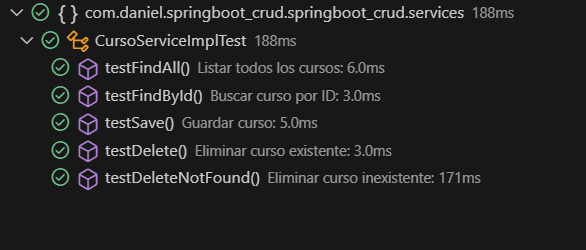 { } com.daniel.springboot_crud.springboot_crud.services 188ms
CursoServiceImplTest 188ms
testFindAll() Listar todos los cursos: 6.0ms
testFindById() Buscar curso por ID: 3.0ms
testSave() Guardar curso: 5.0ms
testDelete() Eliminar curso existente: 3.0ms
testDeleteNotFound() Eliminar curso inexistente: 171ms